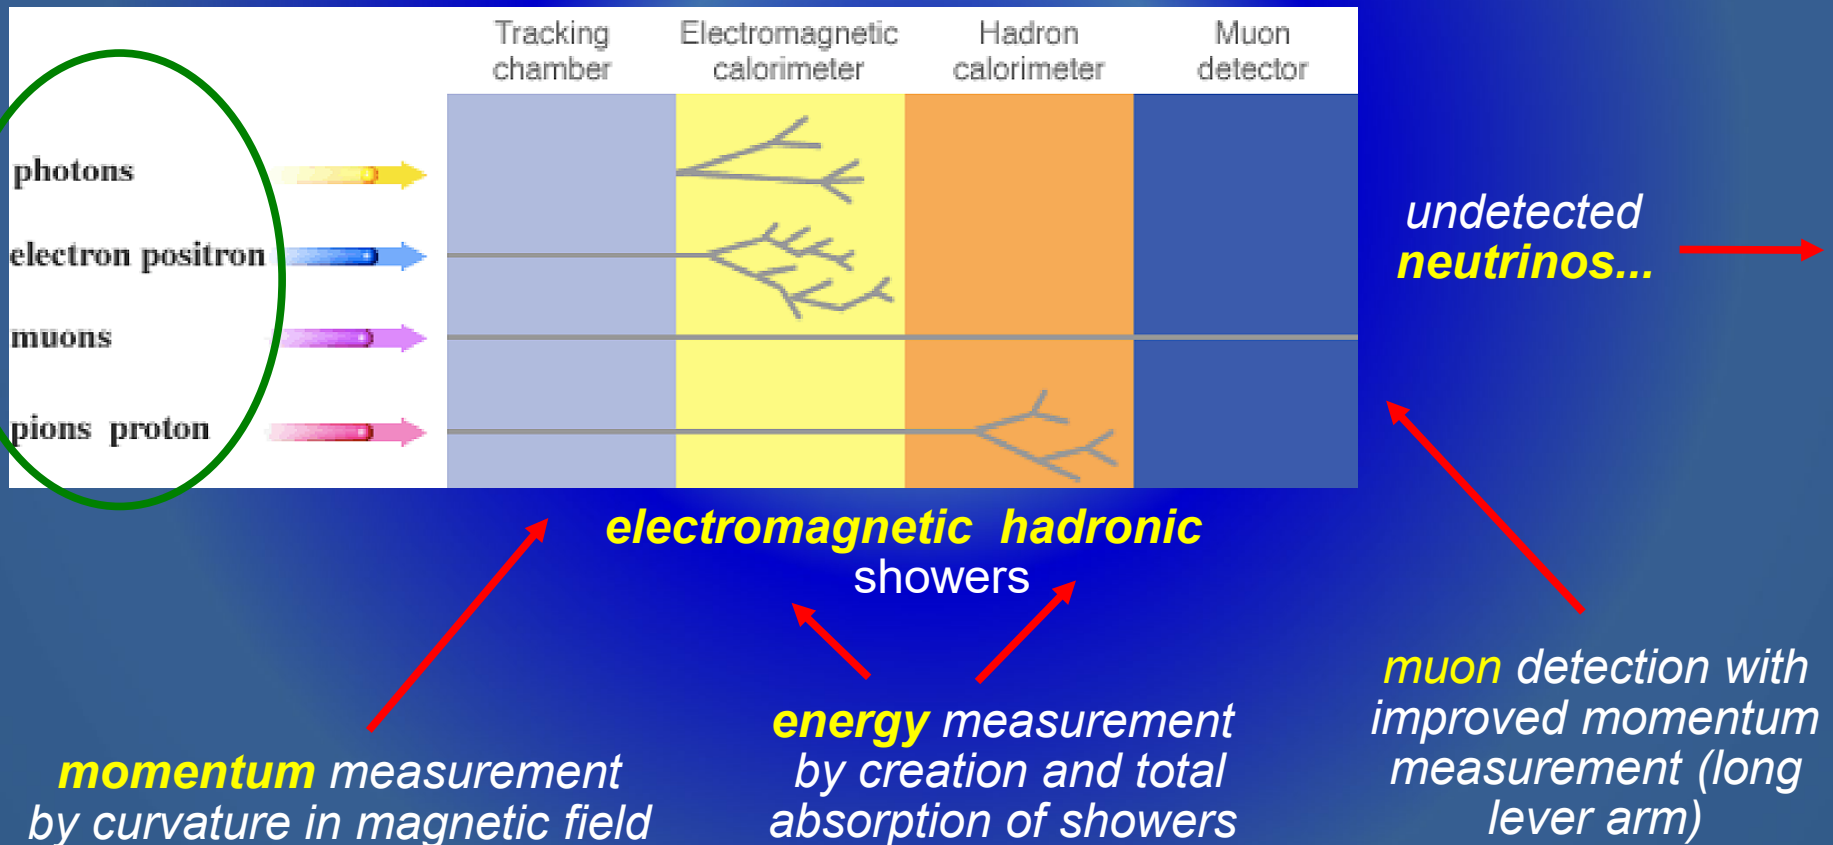 Tracking
chamber
Electromagnetic
calorimeter
Hadron
calorimeter
Muon
detector
photons
electron positron
muons
pions proton
undetected
neutrinos...
electromagnetic hadronic
showers
momentum measurement
by curvature in magnetic field
energy measurement
by creation and total
absorption of showers
muon detection with
improved momentum
measurement (long
lever arm)